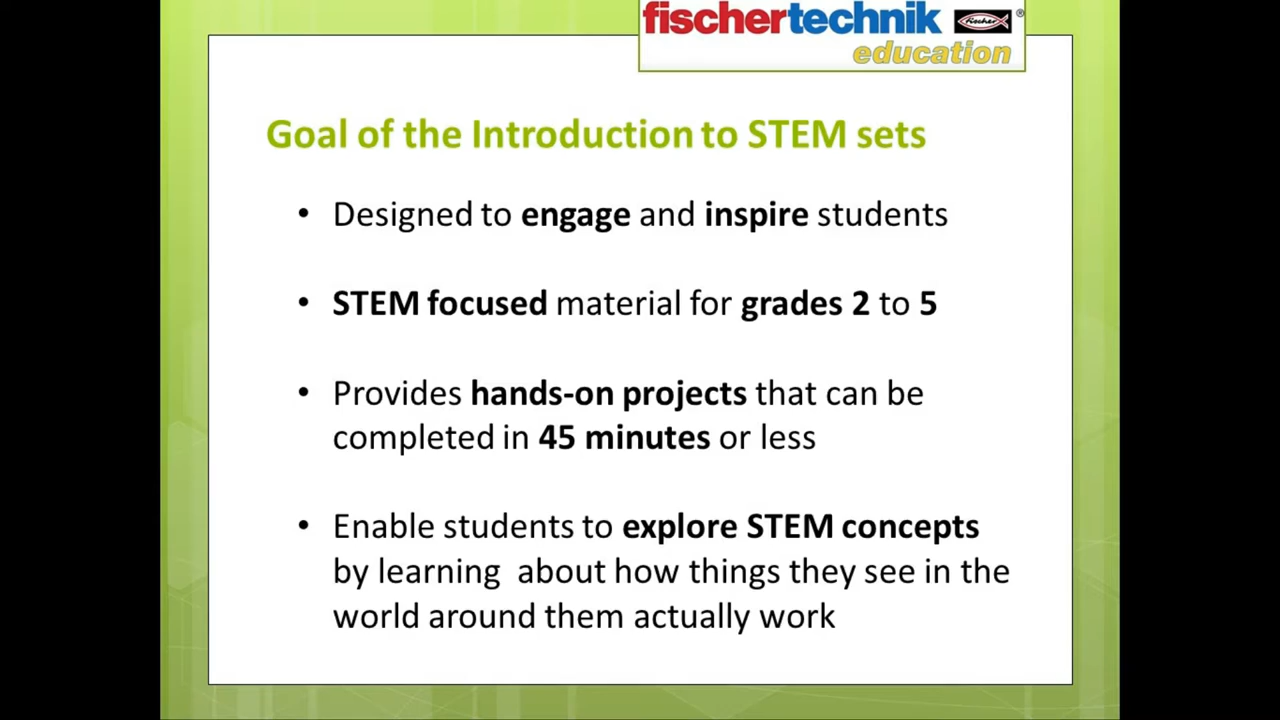 fischertechnik fischer ®
education
Goal of the Introduction to STEM sets
• Designed to engage and inspire students
• STEM focused material for grades 2 to 5
• Provides hands-on projects that can be
completed in 45 minutes or less
• Enable students to explore STEM concepts
by learning  about how things they see in the
world around them actually work